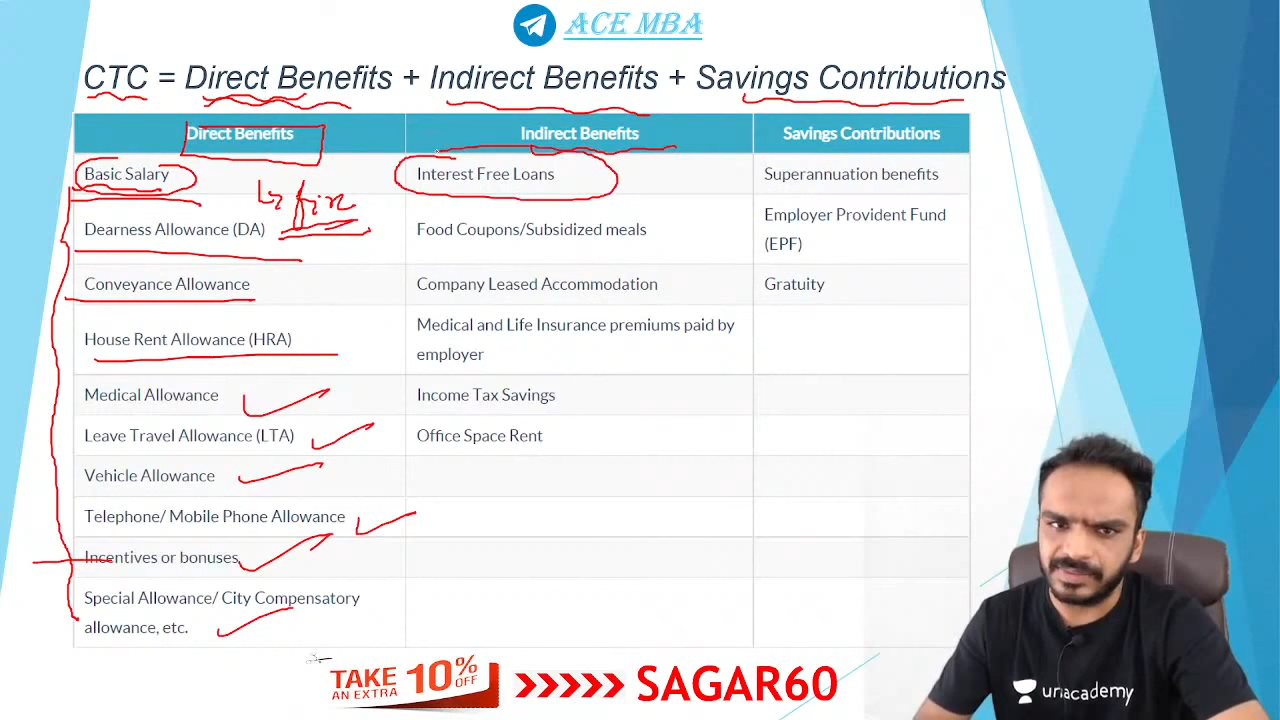 ACE MBA
CTC = Direct Benefits + Indirect Benefits + Savings Contributions
Direct Benefits Indirect Benefits Savings Contributions
Basic Salary Interest Free Loans Superannuation benefits
fix
Dearness Allowance (DA) Food Coupons/Subsidized meals Employer Provident Fund
(EPF)
Conveyance Allowance Company Leased Accommodation Gratuity
House Rent Allowance (HRA) Medical and Life Insurance premiums paid by
employer
Medical Allowance Income Tax Savings
Leave Travel Allowance (LTA) Office Space Rent
Vehicle Allowance
Telephone/ Mobile Phone Allowance
Incentives or bonuses
Special Allowance/ City Compensatory
allowance, etc.
TAKE 10% OFF
AN EXTRA
SAGAR60
unacademy